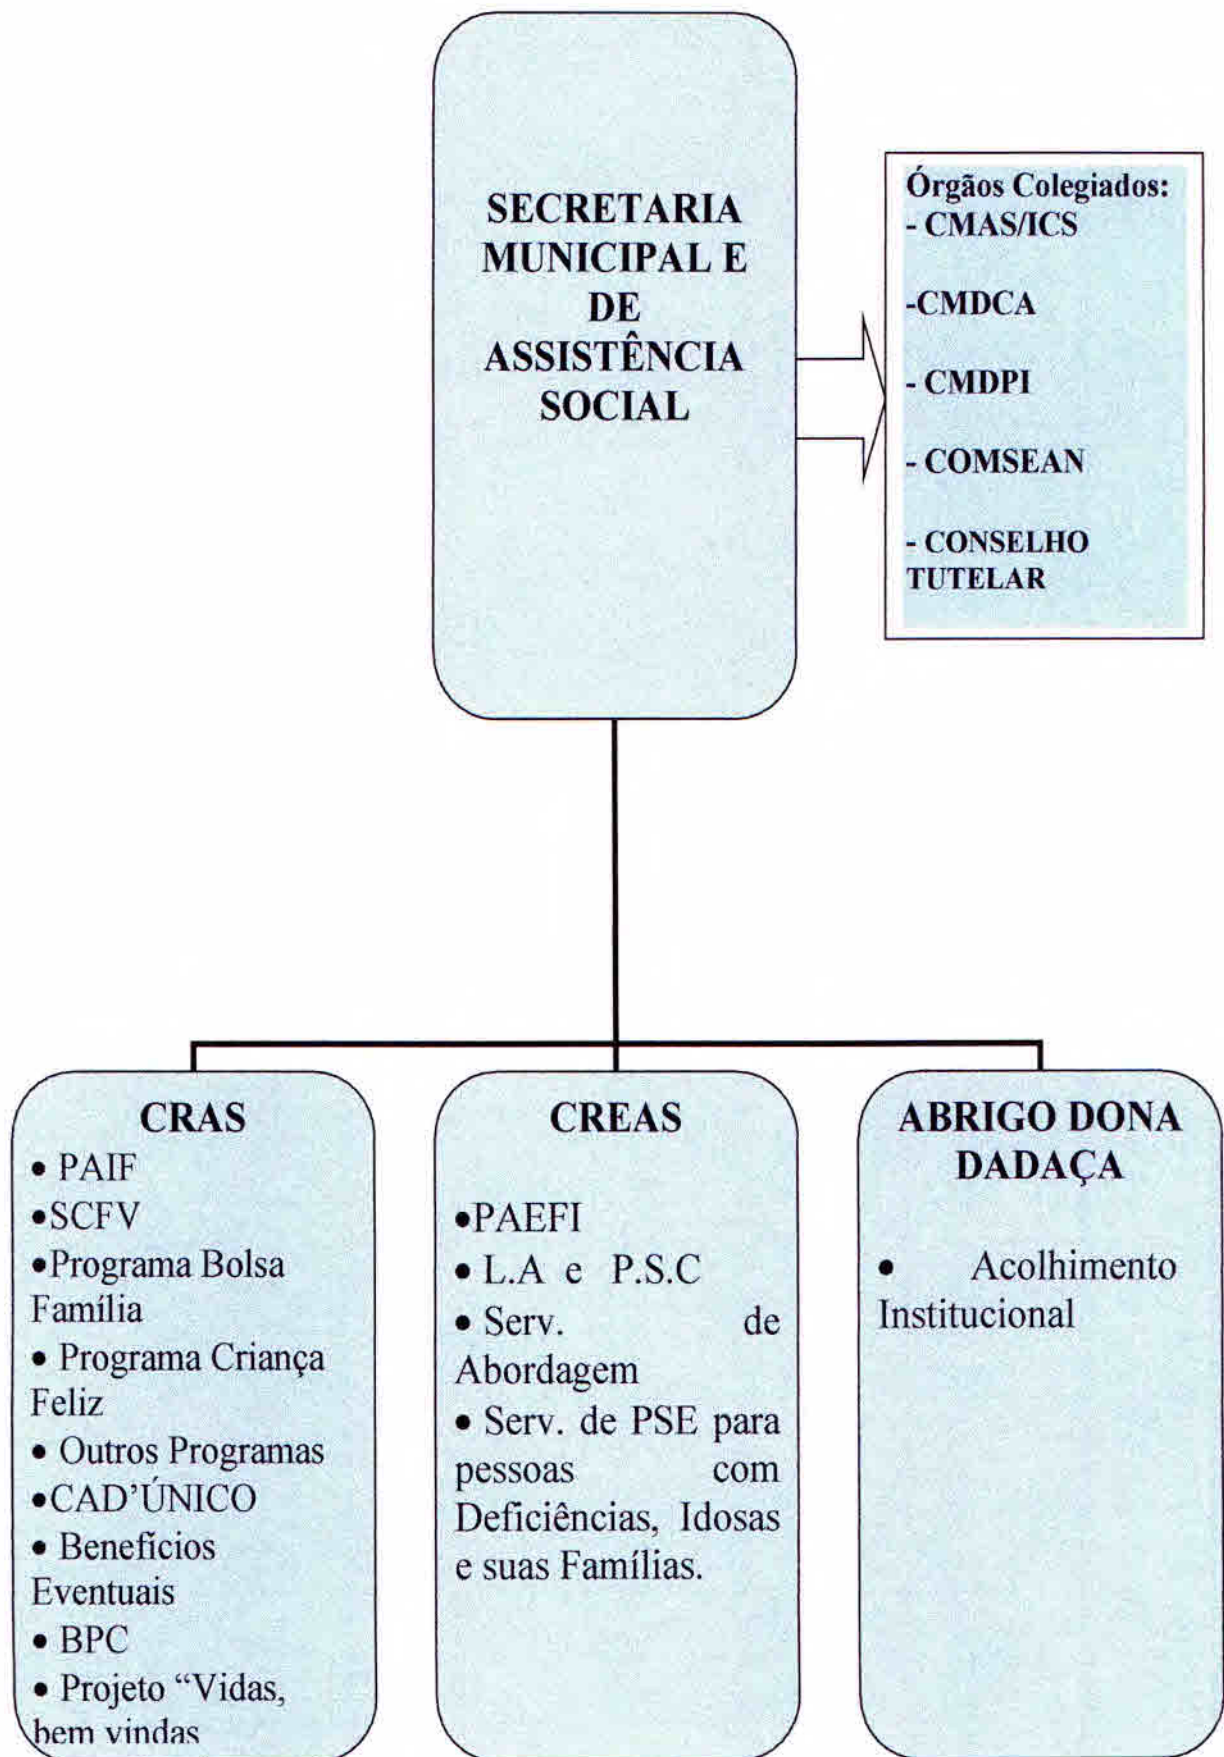 SECRETARIA
MUNICIPAL E
DE
ASSISTÊNCIA
SOCIAL
Órgãos Colegiados:
- CMAS/ICS
-CMDCA
- CMDPI
- COMSEAN
- CONSELHO
TUTELAR
CRAS
• PAIF
•SCFV
•Programa Bolsa
Família
• Programa Criança
Feliz
• Outros Programas
•CAD’ÚNICO
• Benefícios
Eventuais
• BPC
• Projeto “Vidas,
bem vindas
CREAS
•PAEFI
• L.A e P.S.C
• Serv. de
Abordagem
• Serv. de PSE para
pessoas com
Deficiências, Idosas
e suas Famílias.
ABRIGO DONA
DADAÇA
• Acolhimento
Institucional